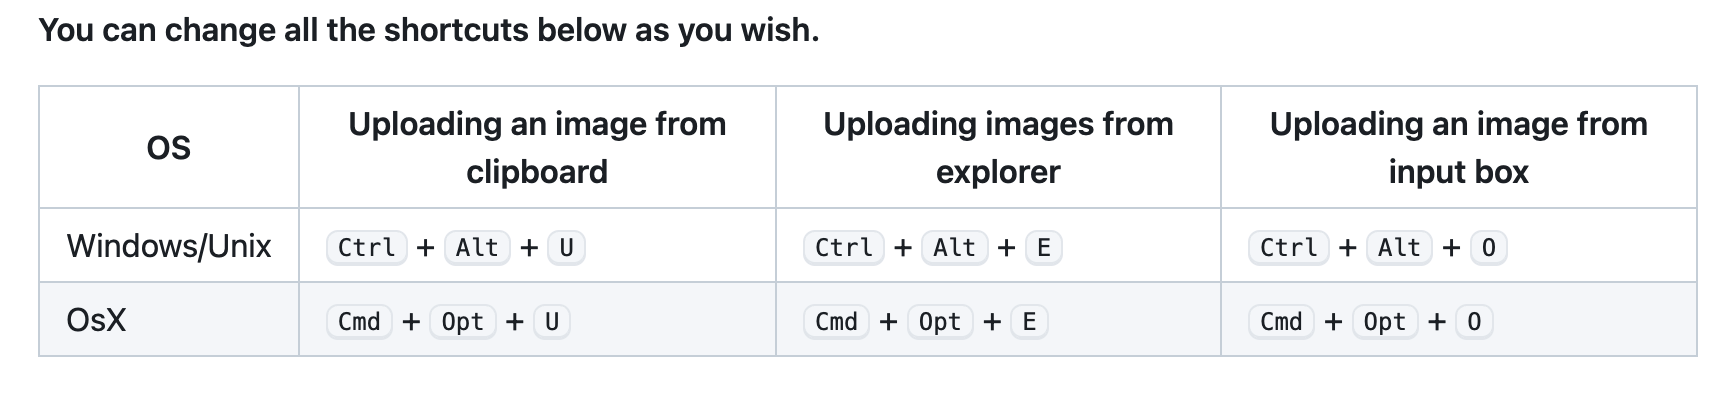 You can change all the shortcuts below as you wish.
OS
Uploading an image from
clipboard
Uploading images from
explorer
Uploading an image from
input box
Windows/Unix
Ctrl + Alt + U
Ctrl + Alt + E
Ctrl + Alt + O
OsX
Cmd + Opt + U
Cmd + Opt + E
Cmd + Opt + O